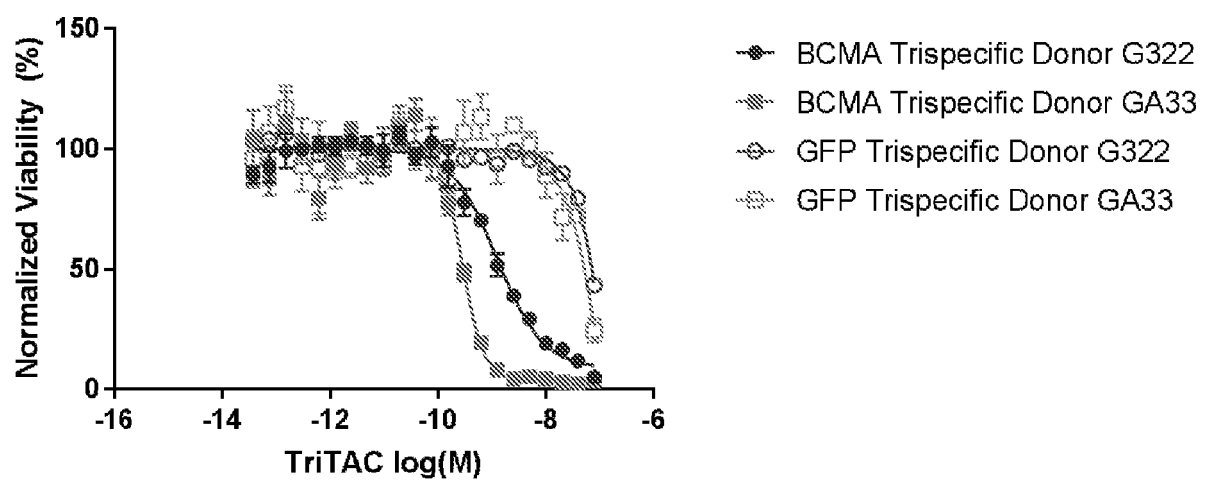 150
100
50
0
-16 -14 -12 -10 -8 -6
Normalized Viability (%)
TriTAC log(M)
BCMA Trispecific Donor G322
BCMA Trispecific Donor GA33
GFP Trispecific Donor G322
GFP Trispecific Donor GA33